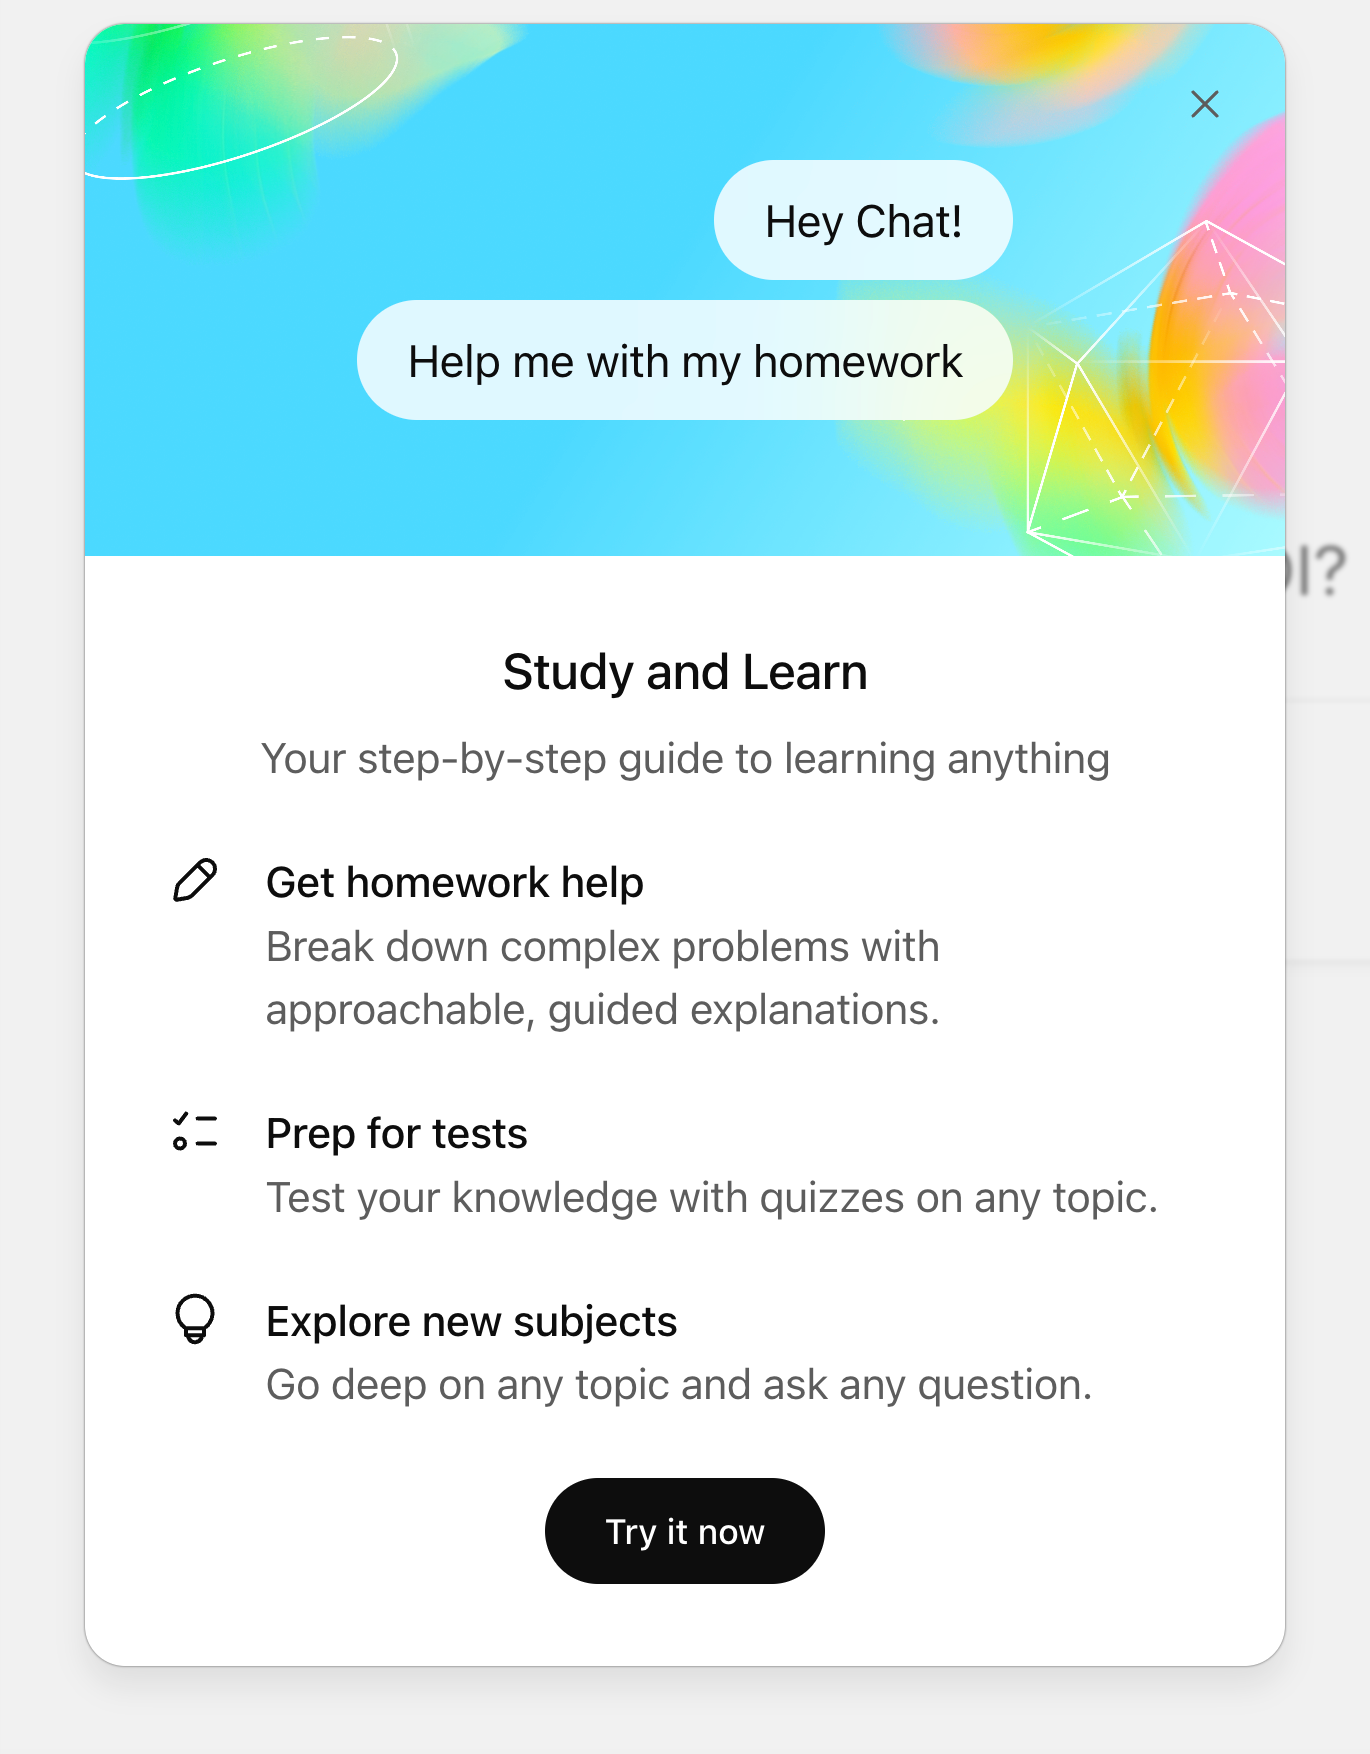 Hey Chat!
Help me with my homework
Study and Learn
Your step-by-step guide to learning anything
Get homework help
Break down complex problems with
approachable, guided explanations.
Prep for tests
Test your knowledge with quizzes on any topic.
Explore new subjects
Go deep on any topic and ask any question.
Try it now